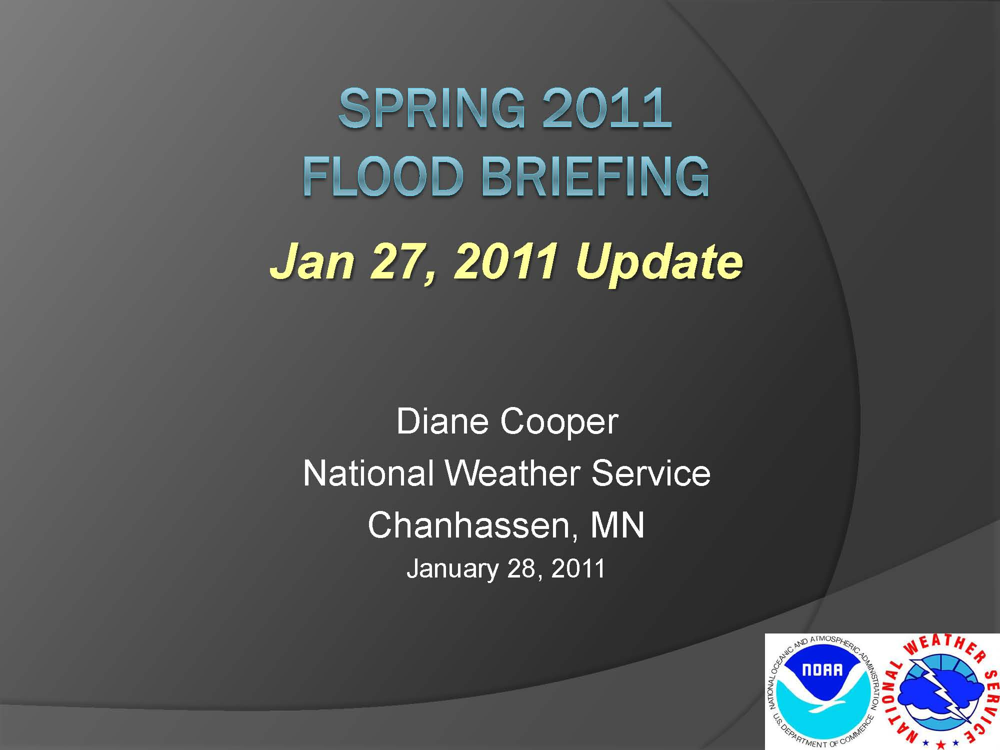 SPRING 2011
FLOOD BRIEFING
Jan 27, 2011 Update
Diane Cooper
National Weather Service
Chanhassen, MN
January 28, 2011
NATIONAL OCEANIC AND ATMOSPHERIC ADMINISTRATION
NOAA
U.S. DEPARTMENT OF COMMERCE
NATIONAL WEATHER SERVICE